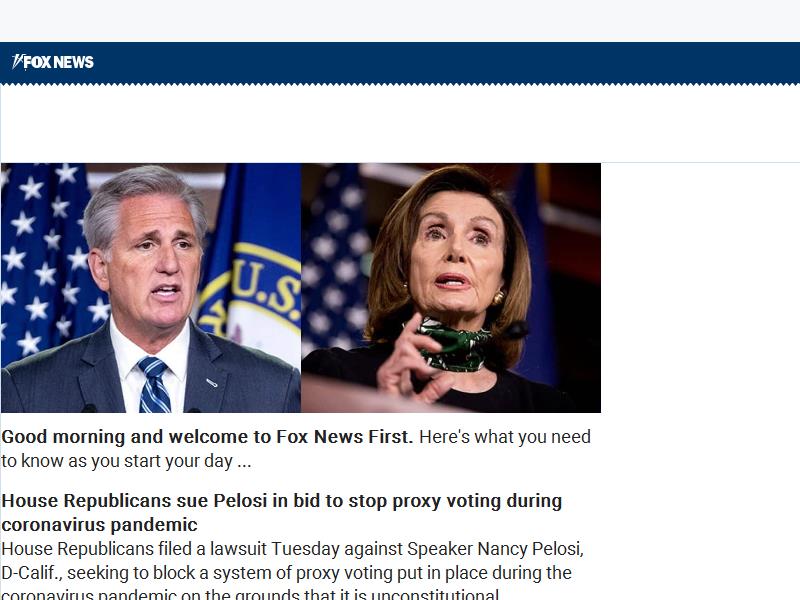 FOX NEWS
U.S.
Good morning and welcome to Fox News First. Here's what you need
to know as you start your day ...
House Republicans sue Pelosi in bid to stop proxy voting during
coronavirus pandemic
House Republicans filed a lawsuit Tuesday against Speaker Nancy Pelosi,
D-Calif., seeking to block a system of proxy voting put in place during the
coronavirus pandemic on the grounds that it is unconstitutional.